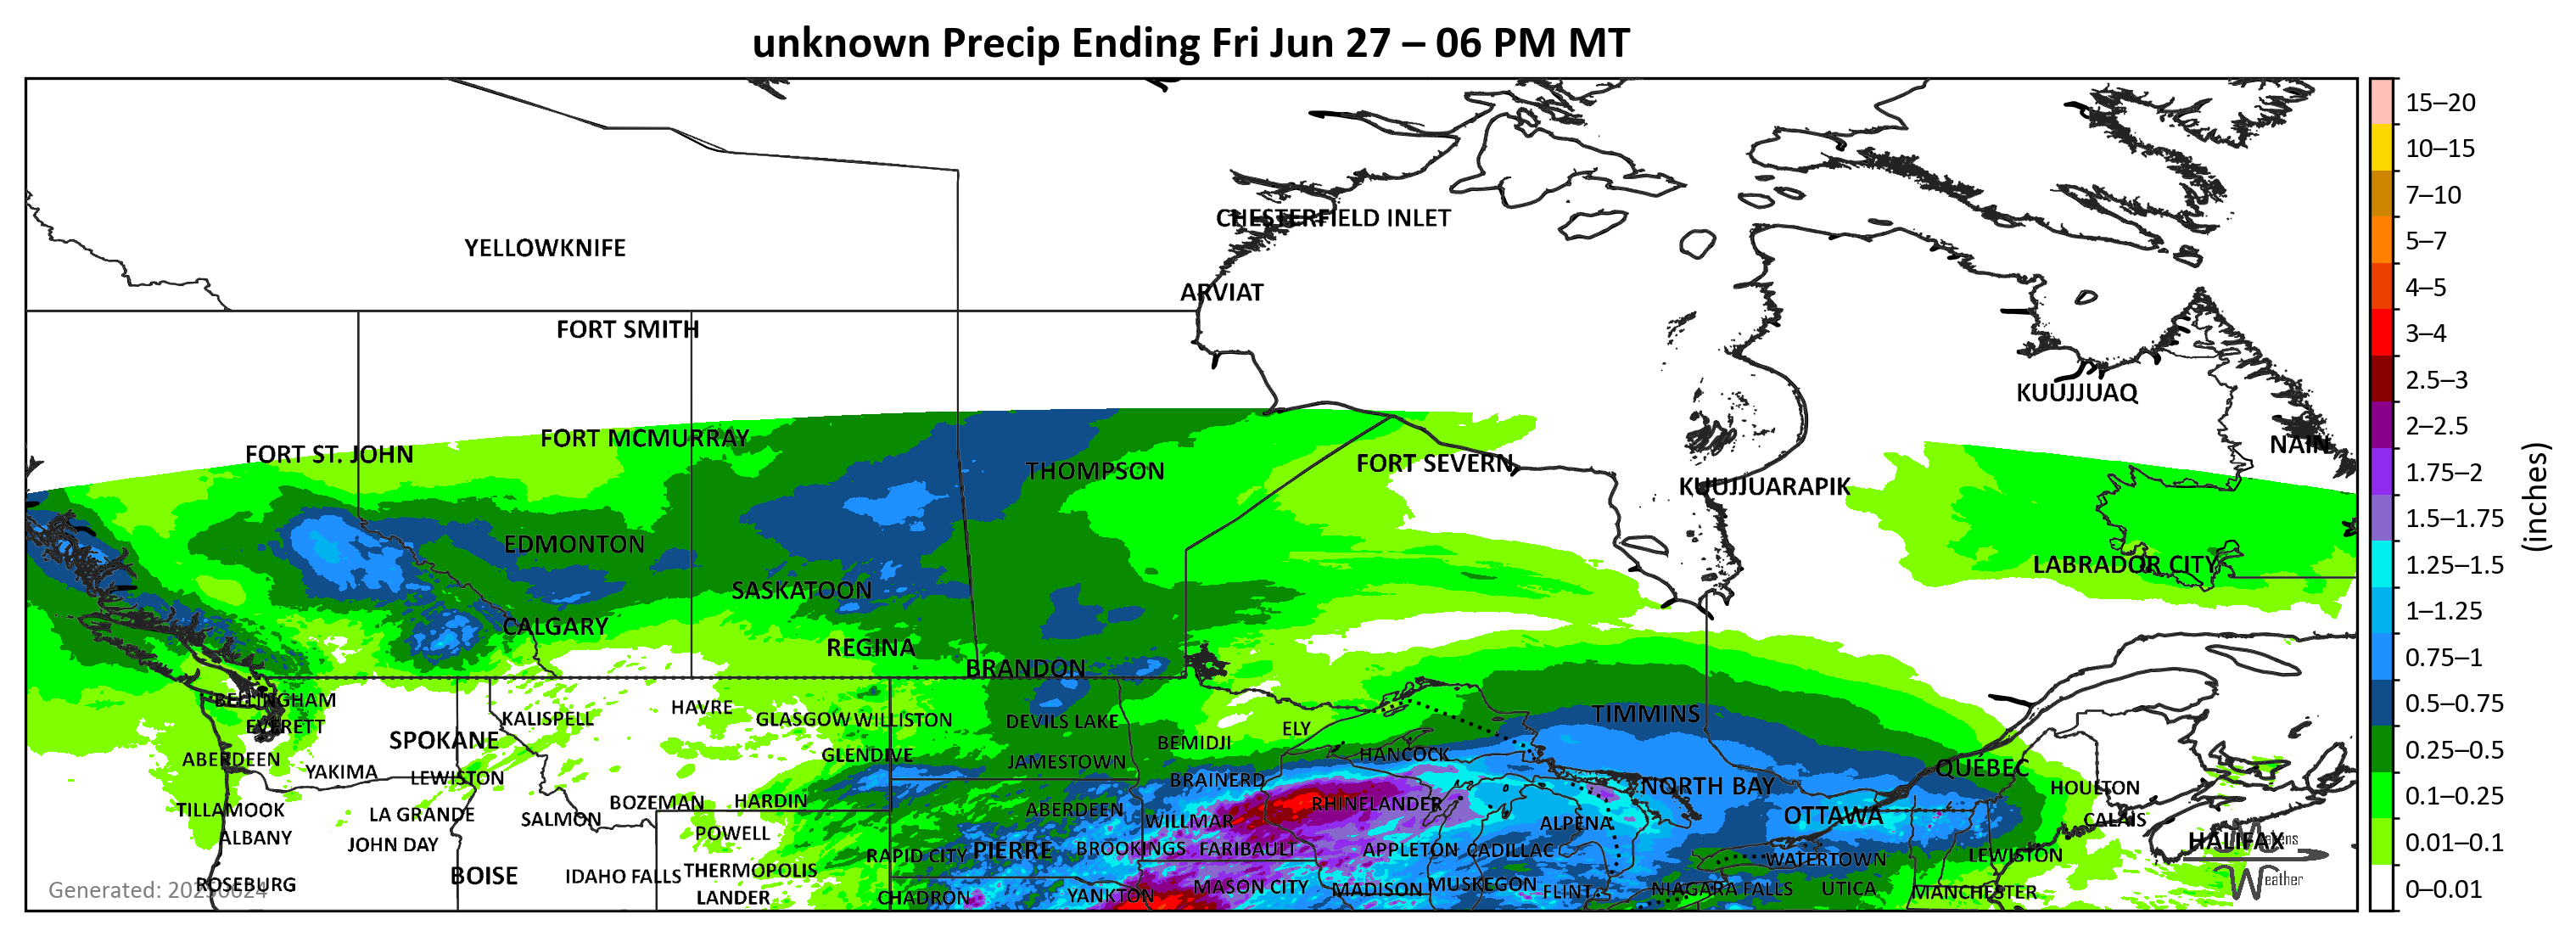 unknown Precip Ending Fri Jun 27 – 06 PM MT
CHESTERFIELD INLET
YELLOWKNIFE
ARVIAT
FORT SMITH
KUUJJUAQ
FORT MCMURRAY
NAIN
FORT ST. JOHN
FORT SEVERN
THOMPSON
KUUJJUARAPIK
EDMONTON
LABRADOR CITY
SASKATOON
CALGARY
REGINA
BRANDON
BELLINGHAM
HAVRE
TIMMINS
KALISPELL
GLASGOW
WILLISTON
DEVILS LAKE
EVERETT
ELY
SPOKANE
BEMIDJI
GLENDIVE
HANCOCK
ABERDEEN
JAMESTOWN
QUÉBEC
YAKIMA
LEWISTON
BRAINERD
NORTH BAY
HOULTON
BOZEMAN
HARDIN
RHINELANDER
TILLAMOOK
LA GRANDE
SALMON
ABERDEEN
WILLMAR
ALPENA
OTTAWA
CALAIS
ALBANY
JOHN DAY
POWELL
HALIFAX
RAPID CITY
PIERRE
BROOKINGS
FARIBAULT
APPLETON
CADILLAC
WATERTOWN
LEWISTON
BOISE
IDAHO FALLS
THERMOPOLIS
ROSEBURG
LANDER
CHADRON
YANKTON
MASON CITY
MADISON
MUSKEGON
FLINT
NIAGARA FALLS
UTICA
MANCHESTER
Weather
Generated: 20250624
15–20
10–15
7–10
5–7
4–5
3–4
2.5–3
2–2.5
1.75–2
1.5–1.75
1.25–1.5
1–1.25
0.75–1
0.5–0.75
0.25–0.5
0.1–0.25
0.01–0.1
0–0.01
(inches)